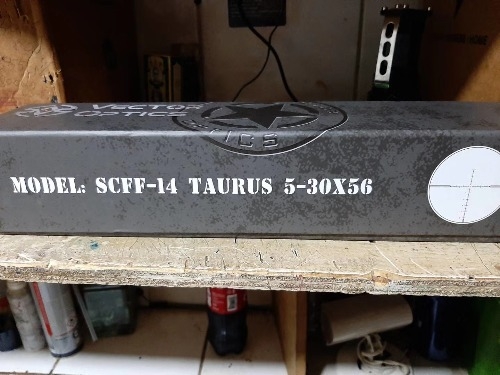 VECTOR
OPTICS
ICS
MODEL: SCFF-14 TAURUS 5-30X56